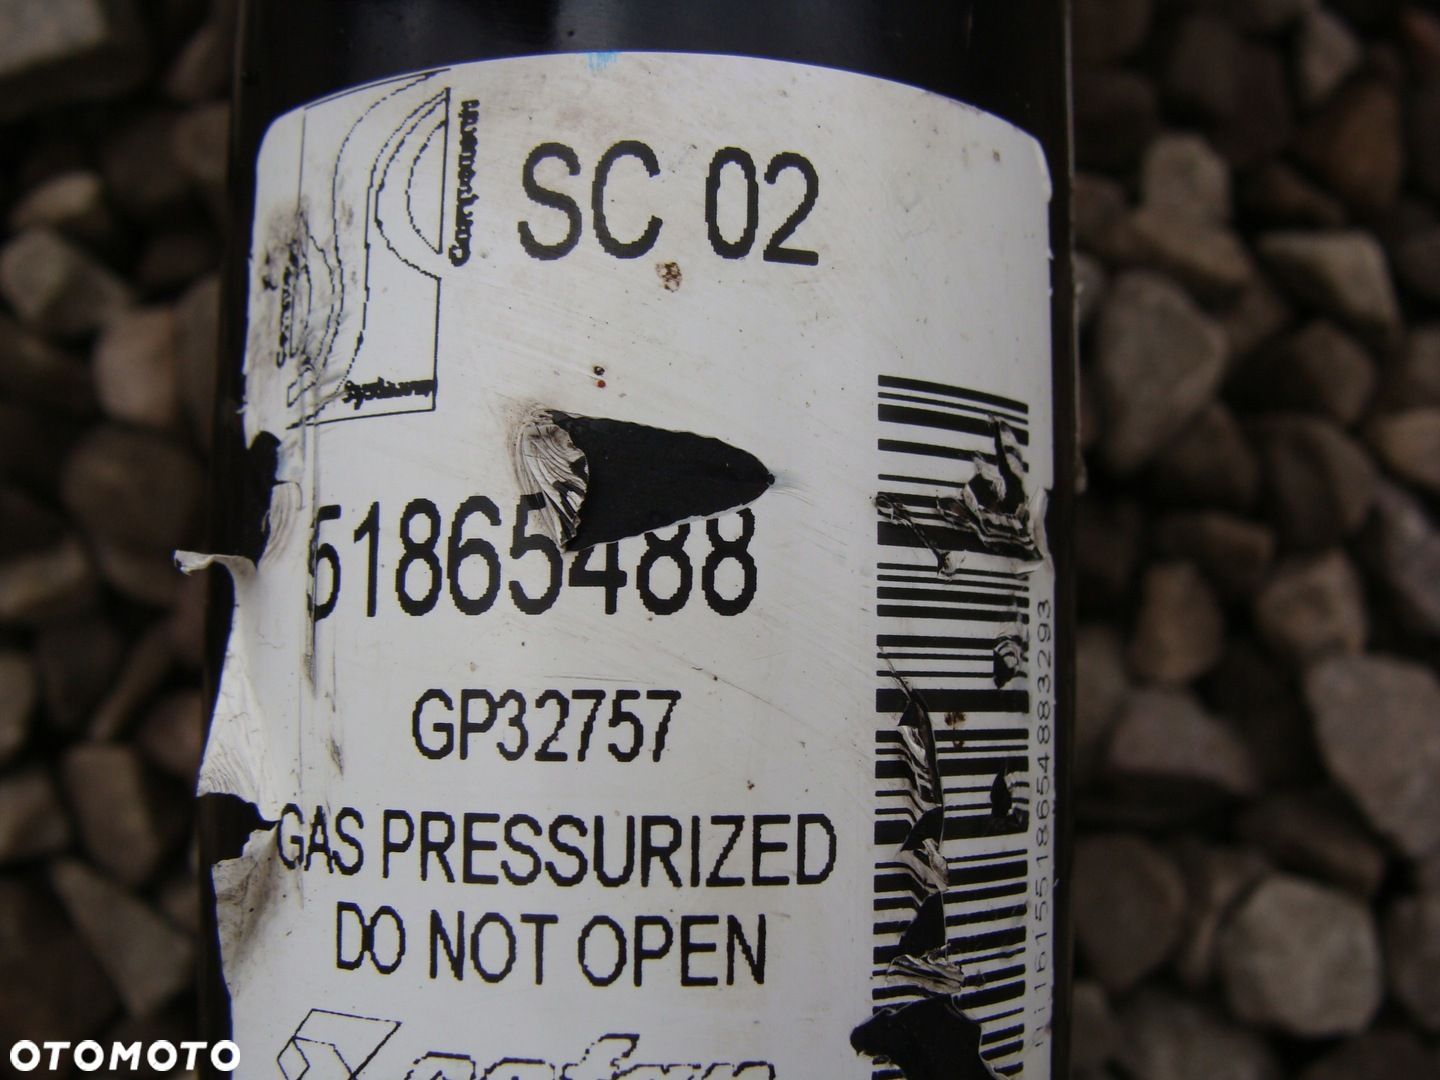 SC 02
51865488
GP32757
GAS PRESSURIZED
DO NOT OPEN
OTOMOTO